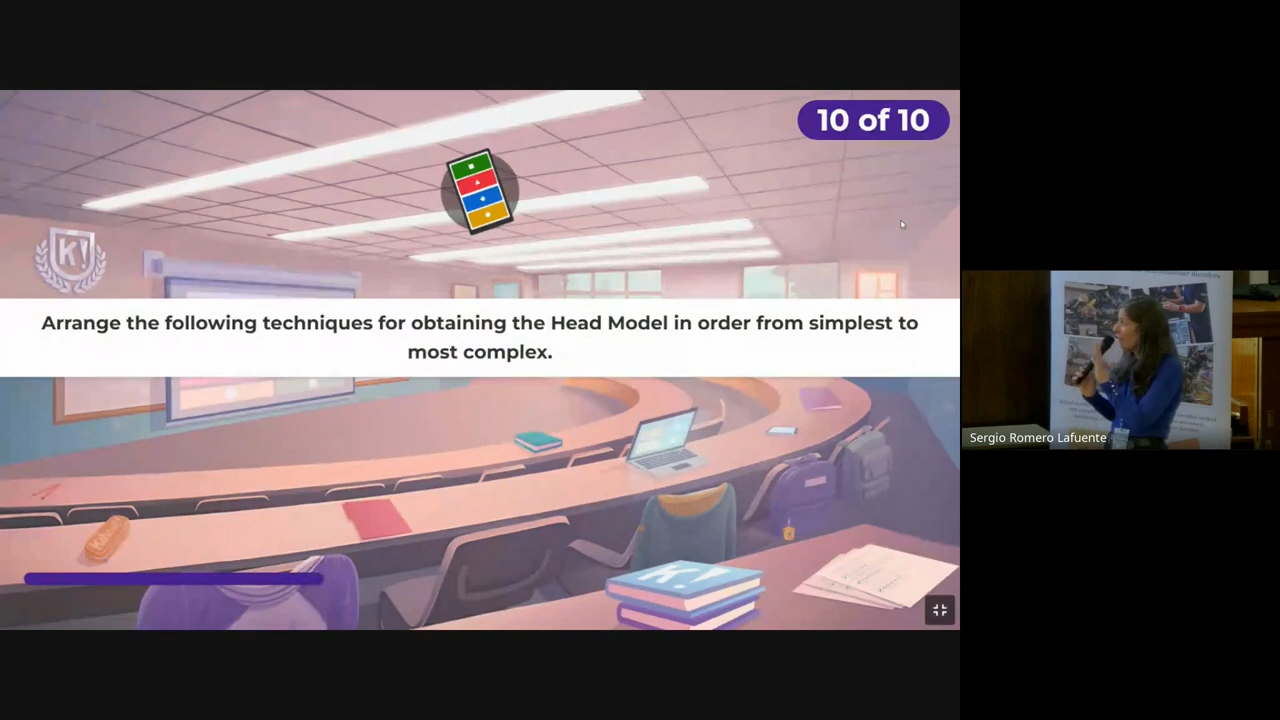 10 of 10
K!
Arrange the following techniques for obtaining the Head Model in order from simplest to
most complex.
K!
Sergio Romero Lafuente